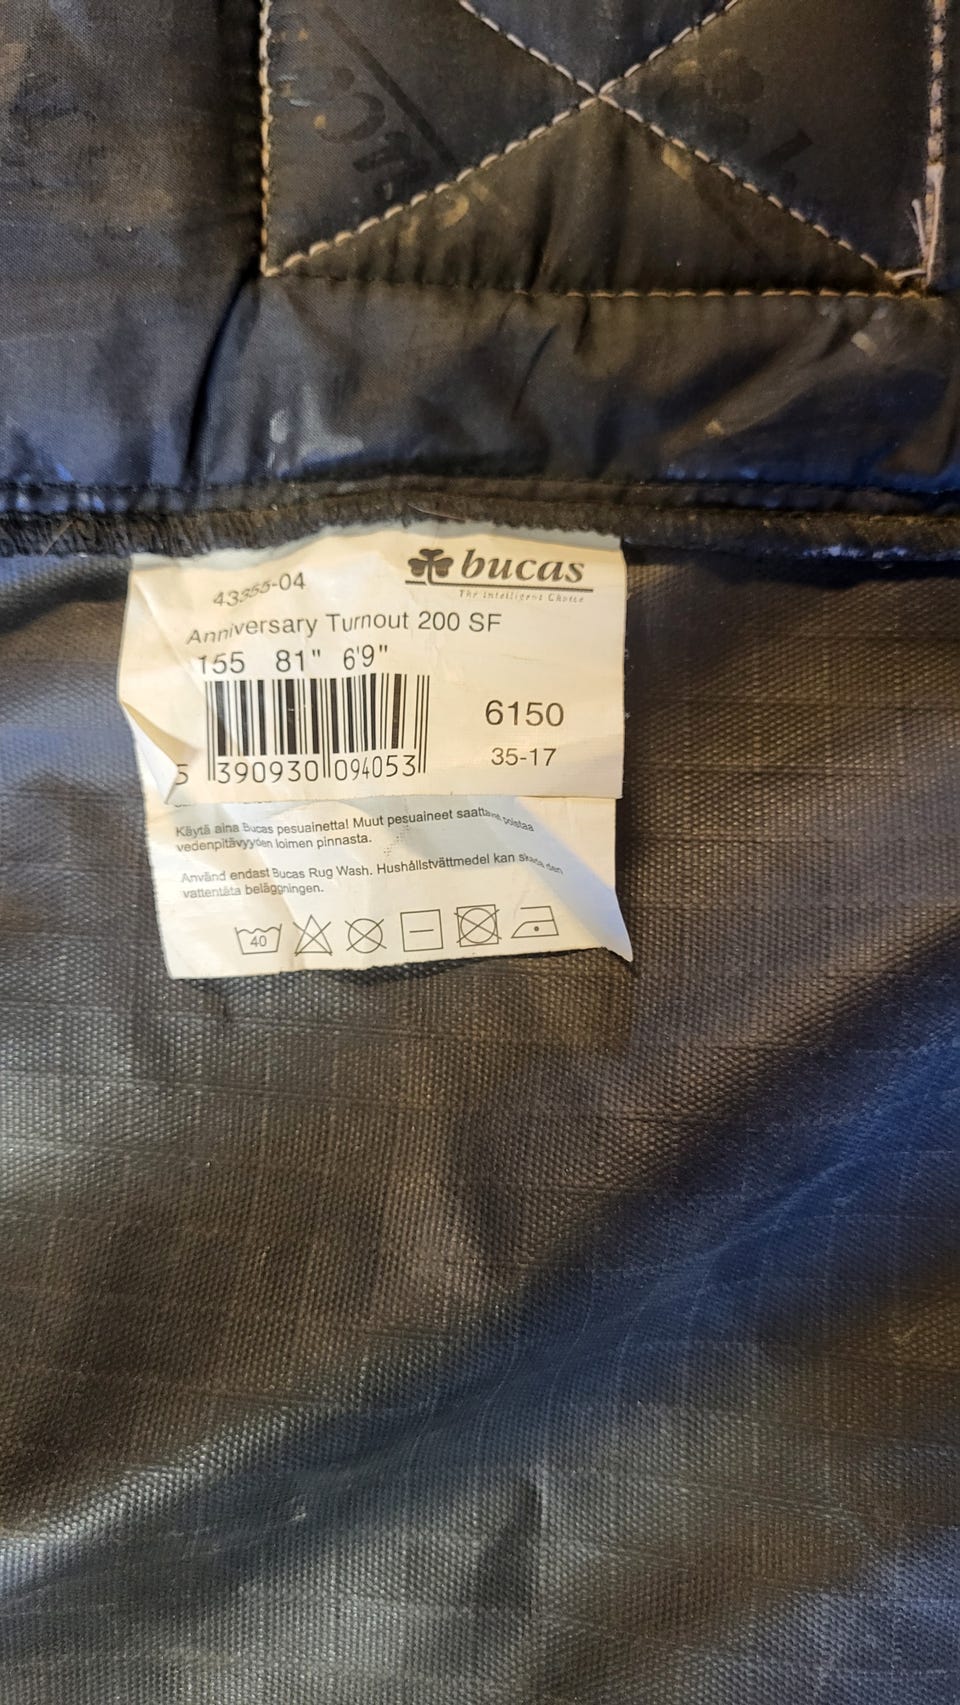 bucas
The Intelligent Choice
43355-04
Anniversary Turnout 200 SF
155 81" 6'9"
6150
35-17
5 390930 094053
Käytä aina Bucas pesuainetta! Muut pesuaineet saattavat poistaa
vedenpitävyyden loimen pinnasta.
Använd endast Bucas Rug Wash. Hushållstvättmedel kan skada den
vattentäta beläggningen.
40